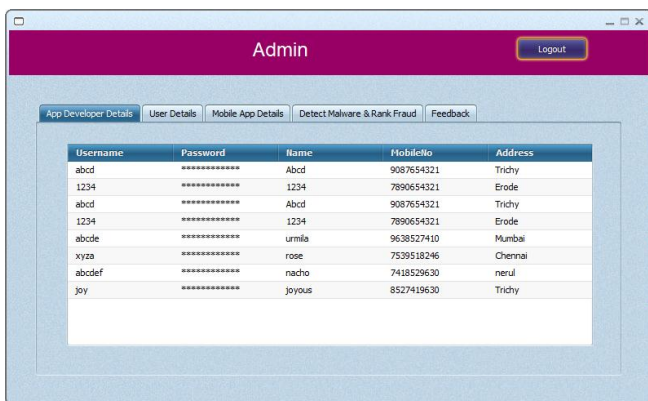 Admin
Logout
App Developer Details User Details Mobile App Details Detect Malware & Rank Fraud Feedback
Username Password Name MobileNo Address
abcd ************ Abcd 9087654321 Trichy
1234 ************ 1234 7890654321 Erode
abcd ************ Abcd 9087654321 Trichy
1234 ************ 1234 7890654321 Erode
abcde ************ urmila 9638527410 Mumbai
xyza ************ rose 7539518246 Chennai
abcdef ************ nacho 7418529630 nerul
joy ************ joyous 8527419630 Trichy